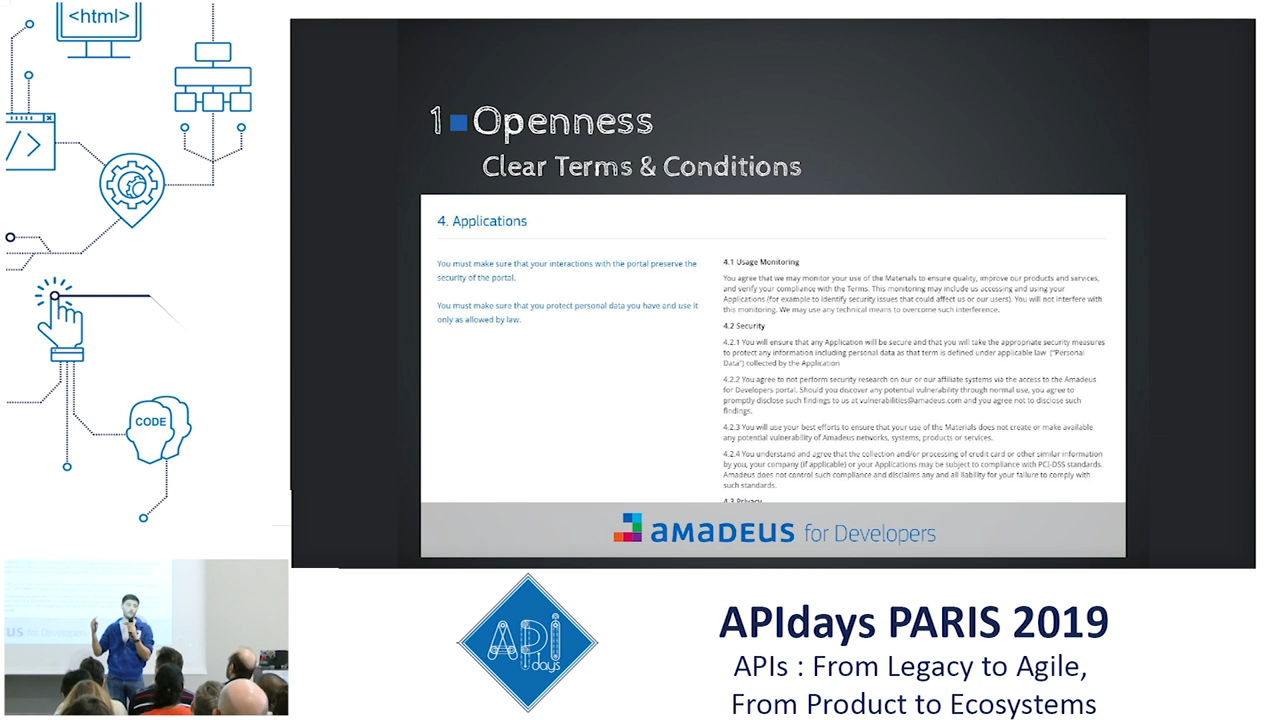 <html>
</>
CODE
1 Openness
Clear Terms & Conditions
4. Applications
You must make sure that your interactions with the portal preserve the
security of the portal.
You must make sure that you protect personal data you have and use it
only as allowed by law.
4.1 Usage Monitoring
You agree that we may monitor your use of the Materials to ensure quality, improve our products and services,
and verify your compliance with the Terms. This monitoring may include us accessing and using your
Applications (for example to identify security issues that could affect us or our users). You will not interfere with
this monitoring. We may use any technical means to overcome such interference.
4.2 Security
4.2.1 You will ensure that any Application will be secure and that you will take the appropriate security measures
to protect any information including personal data as that term is defined under applicable law ("Personal
Data") collected by the Application
4.2.2 You agree to not perform security research on our or our affiliate systems via the access to the Amadeus
for Developers portal. Should you discover any potential vulnerability through normal use, you agree to
promptly disclose such findings to us at vulnerabilities@amadeus.com and you agree not to disclose such
findings.
4.2.3 You will use your best efforts to ensure that your use of the Materials does not create or make available
any potential vulnerability of Amadeus networks, systems, products or services.
4.2.4 You understand and agree that the collection and/or processing of credit card or other similar information
by you, your company (if applicable) or your Applications may be subject to compliance with PCI-DSS standards.
Amadeus does not control such compliance and disclaims any and all liability for your failure to comply with
such standards.
4.3 Privacy
amadeus for Developers
US for Developers
API
days
APIdays PARIS 2019
APIs : From Legacy to Agile,
From Product to Ecosystems